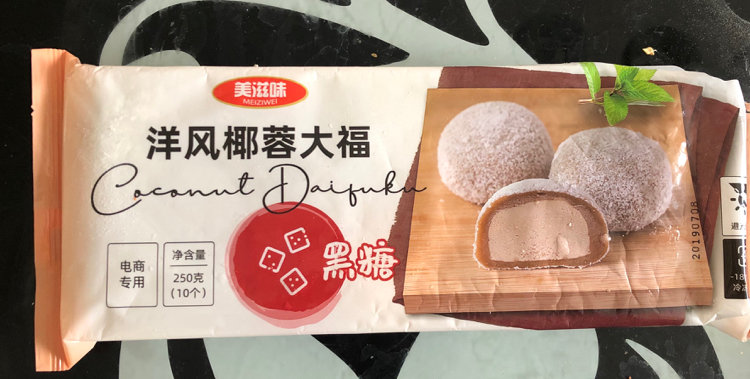 美滋味
MEIZIWEI
洋风椰蓉大福
Coconut Daifuku
电商
专用
净含量
250克
(10个)
黑糖
20190708
-18